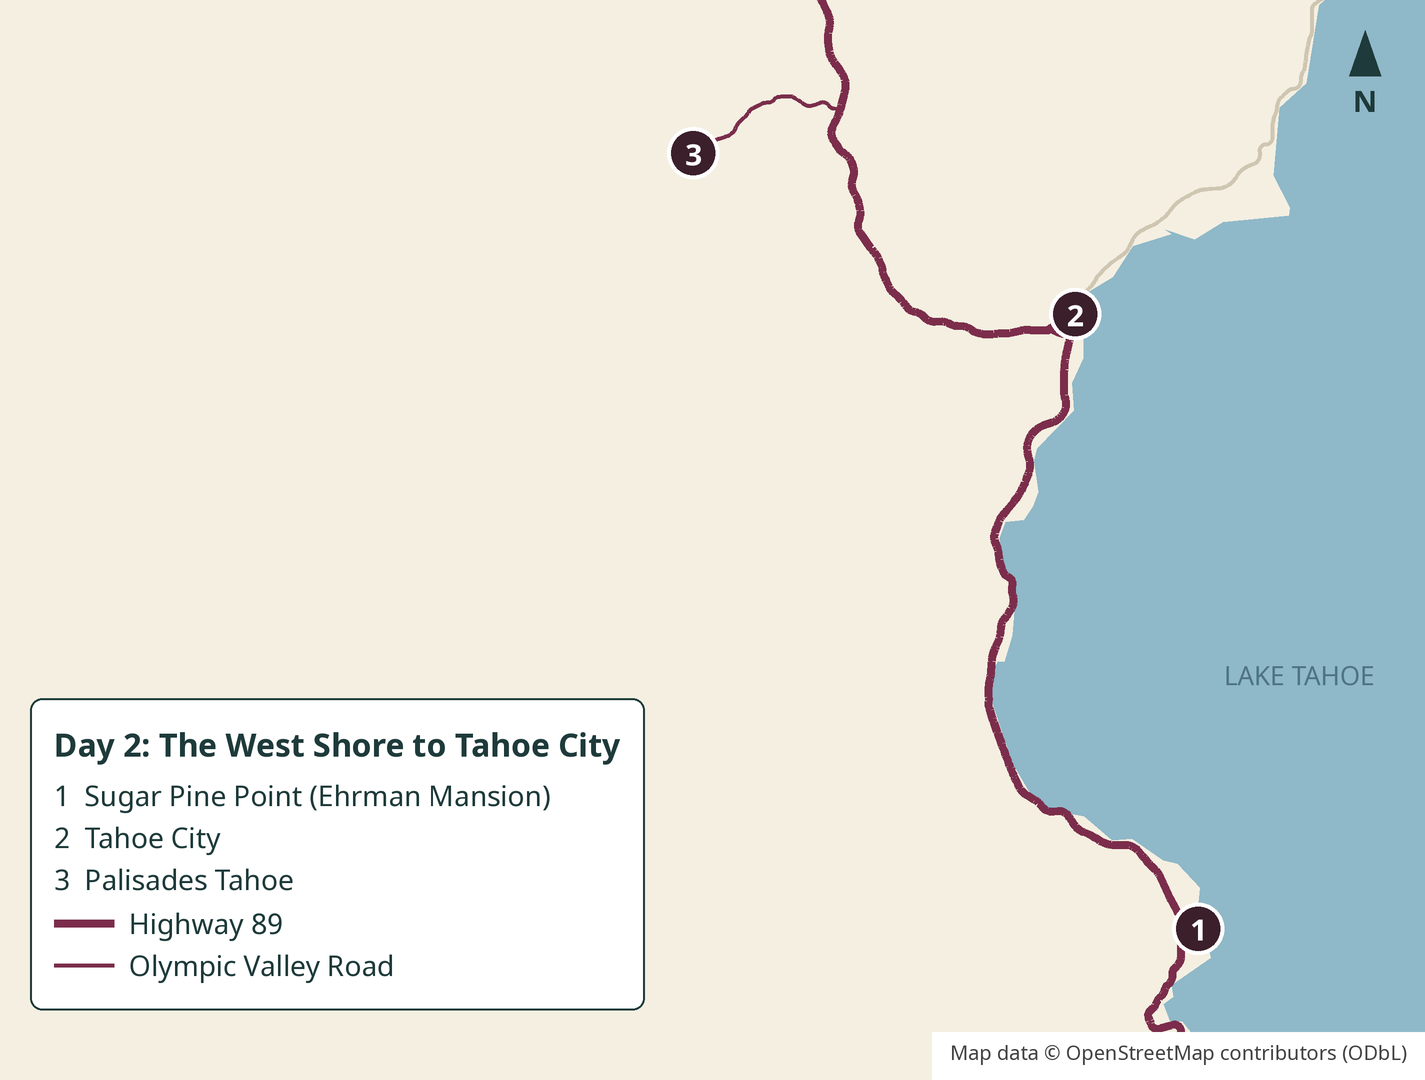 N
3
2
LAKE TAHOE
1
Day 2: The West Shore to Tahoe City
1 Sugar Pine Point (Ehrman Mansion)
2 Tahoe City
3 Palisades Tahoe
Highway 89
Olympic Valley Road
Map data © OpenStreetMap contributors (ODbL)